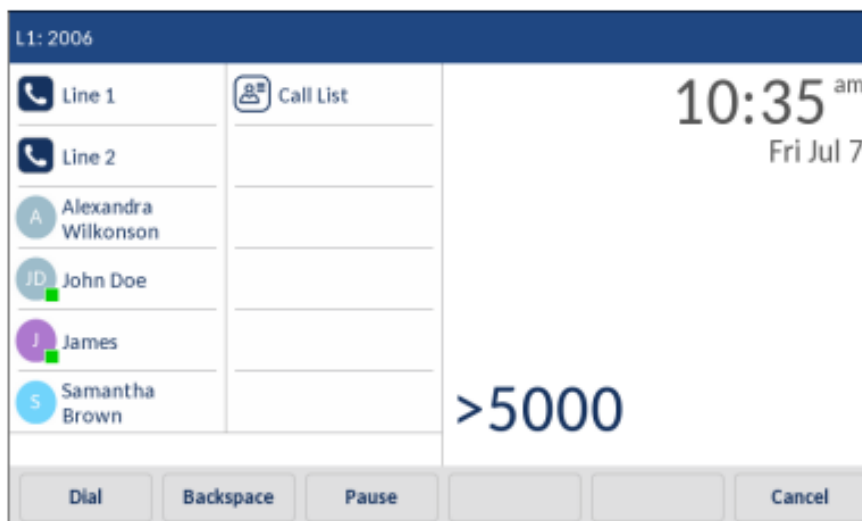 L1: 2006
Line 1
Line 2
A
Alexandra
Wilkonson
JD
John Doe
J
James
S
Samantha
Brown
Call List
10:35 am
Fri Jul 7
>5000
Dial
Backspace
Pause
Cancel